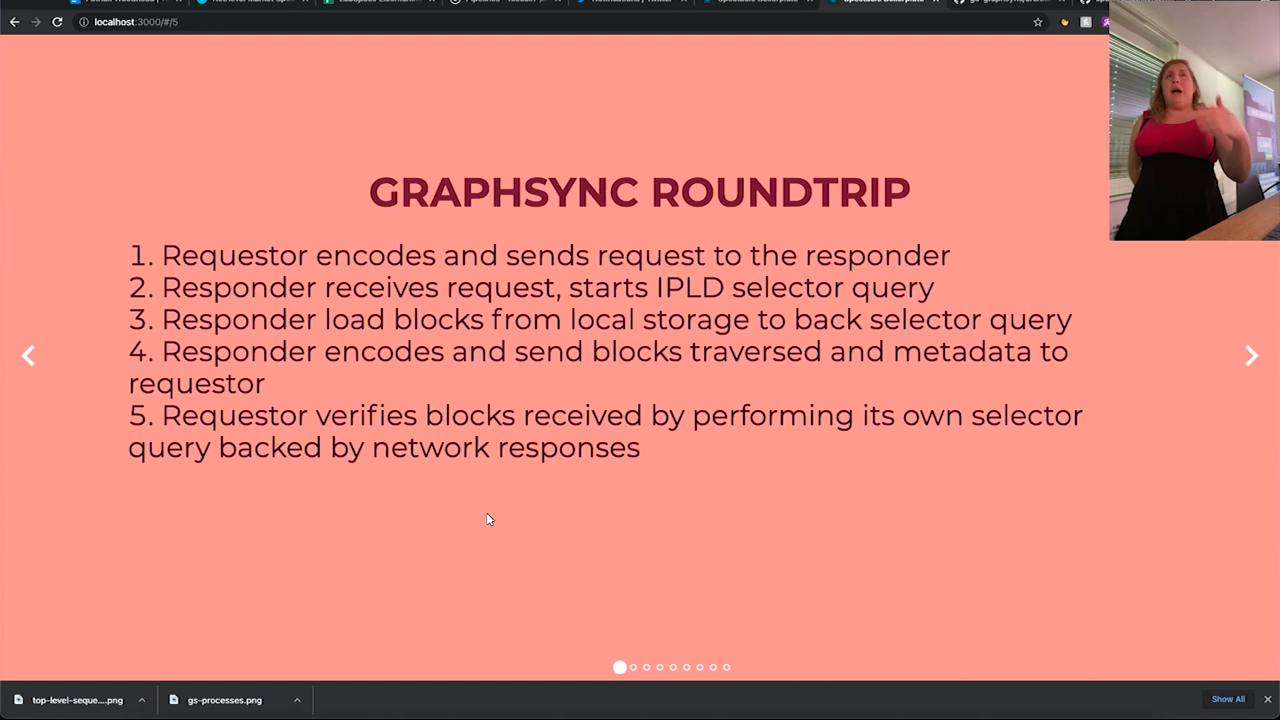 localhost:3000/#/5
GRAPHSYNC ROUNDTRIP
1. Requestor encodes and sends request to the responder
2. Responder receives request, starts IPLD selector query
3. Responder load blocks from local storage to back selector query
4. Responder encodes and send blocks traversed and metadata to
requestor
5. Requestor verifies blocks received by performing its own selector
query backed by network responses
top-level-seque....png
gs-processes.png
Show All